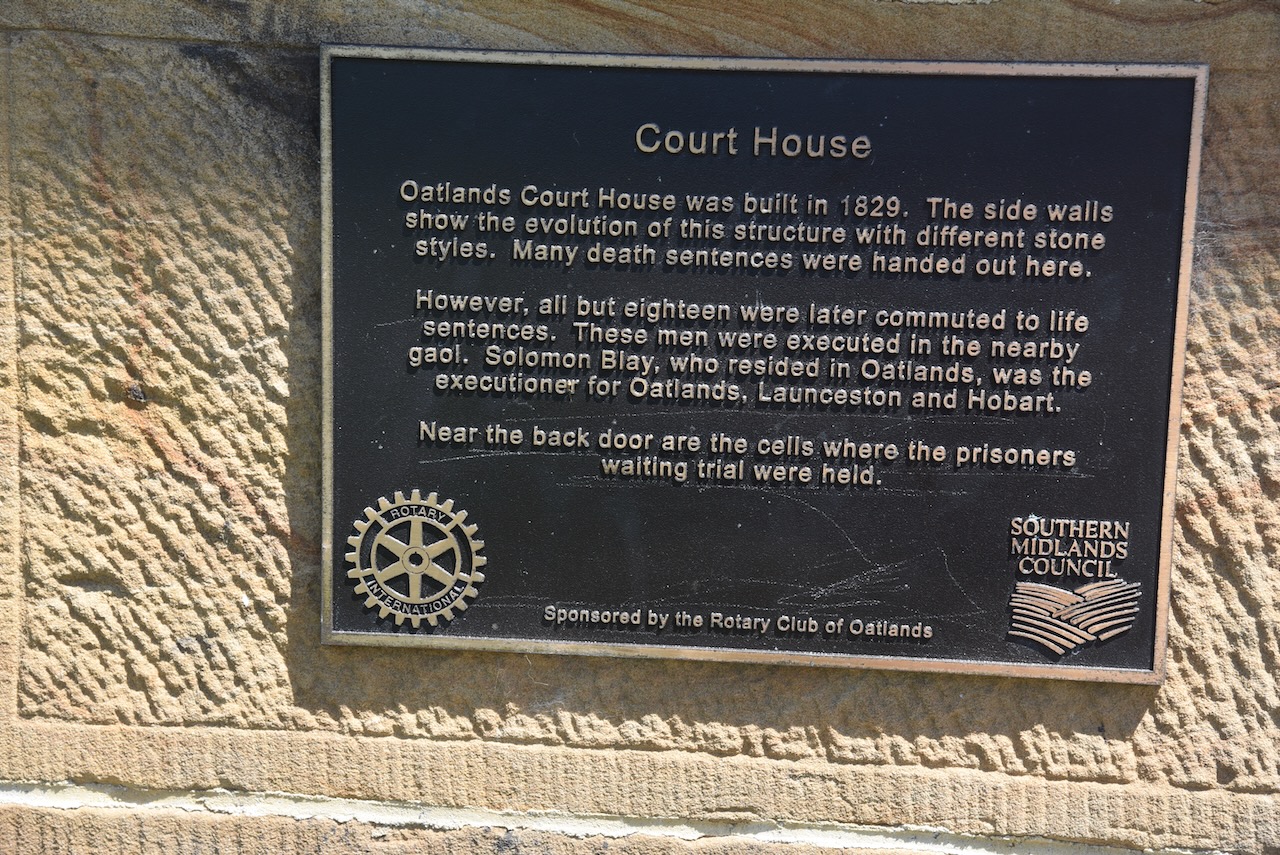 Court House
Oatlands Court House was built in 1829. The side walls
show the evolution of this structure with different stone
styles. Many death sentences were handed out here.
However, all but eighteen were later commuted to life
sentences. These men were executed in the nearby
gaol. Solomon Blay, who resided in Oatlands, was the
executioner for Oatlands, Launceston and Hobart.
Near the back door are the cells where the prisoners
waiting trial were held.
ROTARY
INTERNATIONAL
SOUTHERN
MIDLANDS
COUNCIL
Sponsored by the Rotary Club of Oatlands